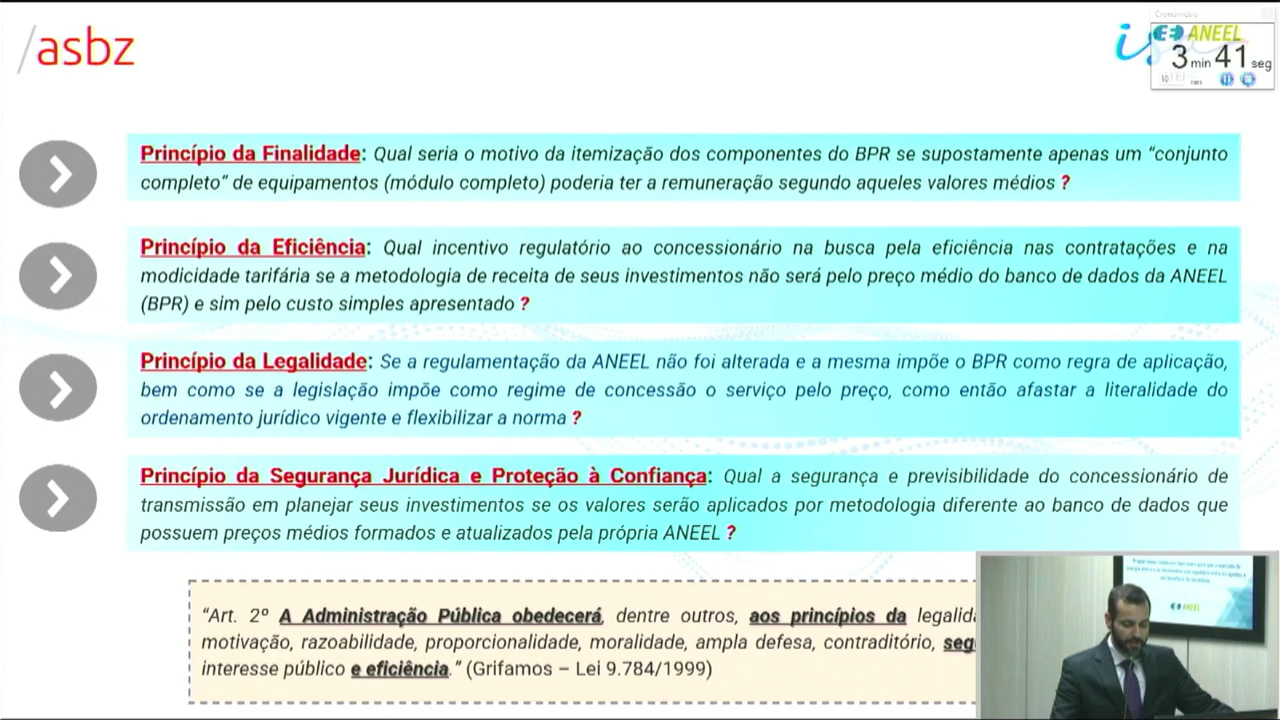 /asbz
Cronometro
ANEEL
3 min 41 seg
Princípio da Finalidade: Qual seria o motivo da itemização dos componentes do BPR se supostamente apenas um “conjunto
completo” de equipamentos (módulo completo) poderia ter a remuneração segundo aqueles valores médios ?
Princípio da Eficiência: Qual incentivo regulatório ao concessionário na busca pela eficiência nas contratações e na
modicidade tarifária se a metodologia de receita de seus investimentos não será pelo preço médio do banco de dados da ANEEL
(BPR) e sim pelo custo simples apresentado ?
Princípio da Legalidade: Se a regulamentação da ANEEL não foi alterada e a mesma impõe o BPR como regra de aplicação,
bem como se a legislação impõe como regime de concessão o serviço pelo preço, como então afastar a literalidade do
ordenamento jurídico vigente e flexibilizar a norma ?
Princípio da Segurança Jurídica e Proteção à Confiança: Qual a segurança e previsibilidade do concessionário de
transmissão em planejar seus investimentos se os valores serão aplicados por metodologia diferente ao banco de dados que
possuem preços médios formados e atualizados pela própria ANEEL ?
“Art. 2º A Administração Pública obedecerá, dentre outros, aos princípios da legalid
motivação, razoabilidade, proporcionalidade, moralidade, ampla defesa, contraditório, seg
interesse público e eficiência.” (Grifamos – Lei 9.784/1999)
ANEEL